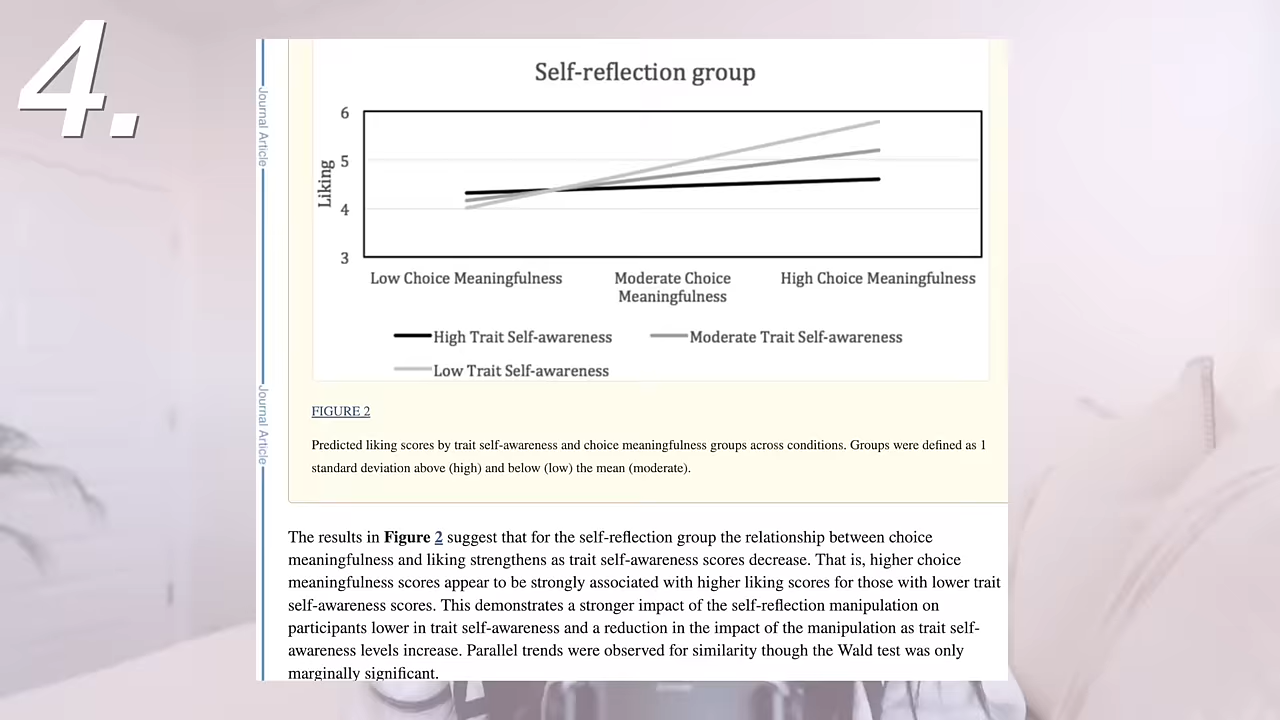 4.
Journal Article
Journal Article
Self-reflection group
6
5
4
3
Liking
Low Choice Meaningfulness
Moderate Choice
Meaningfulness
High Choice Meaningfulness
High Trait Self-awareness
Moderate Trait Self-awareness
Low Trait Self-awareness
FIGURE 2
Predicted liking scores by trait self-awareness and choice meaningfulness groups across conditions. Groups were defined as 1
standard deviation above (high) and below (low) the mean (moderate).
The results in Figure 2 suggest that for the self-reflection group the relationship between choice
meaningfulness and liking strengthens as trait self-awareness scores decrease. That is, higher choice
meaningfulness scores appear to be strongly associated with higher liking scores for those with lower trait
self-awareness scores. This demonstrates a stronger impact of the self-reflection manipulation on
participants lower in trait self-awareness and a reduction in the impact of the manipulation as trait self-
awareness levels increase. Parallel trends were observed for similarity though the Wald test was only
marginally significant.